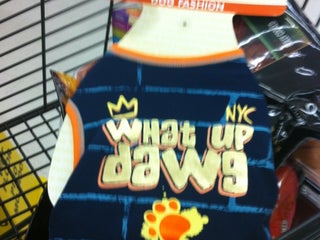 DOG FASHION
NYC
WHAT UP
DAWG